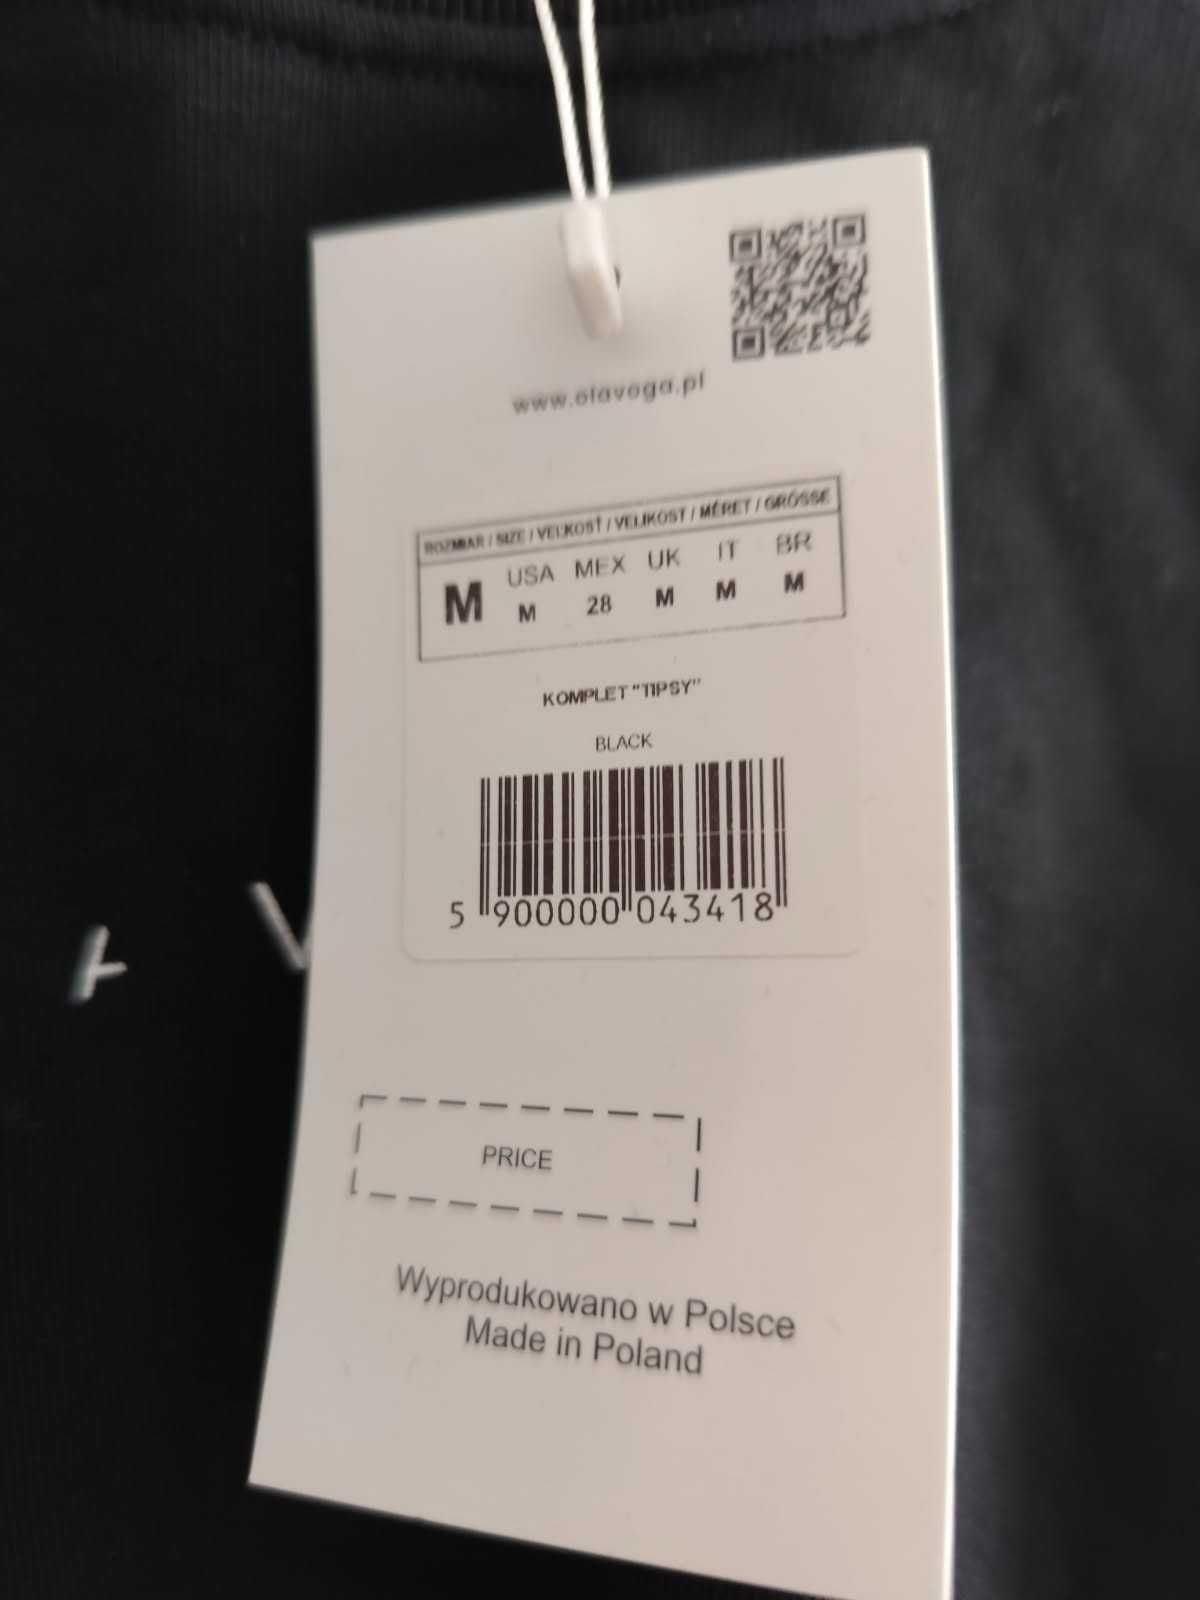 www.olavoga.pl
ROZMIAR / SIZE / VEĽKOSŤ / VELIKOST / MÉRET / GRÖSSE
M USA MEX UK IT BR
M 28 M M M
KOMPLET "TIPSY"
BLACK
5 900000 043418
PRICE
Wyprodukowano w Polsce
Made in Poland